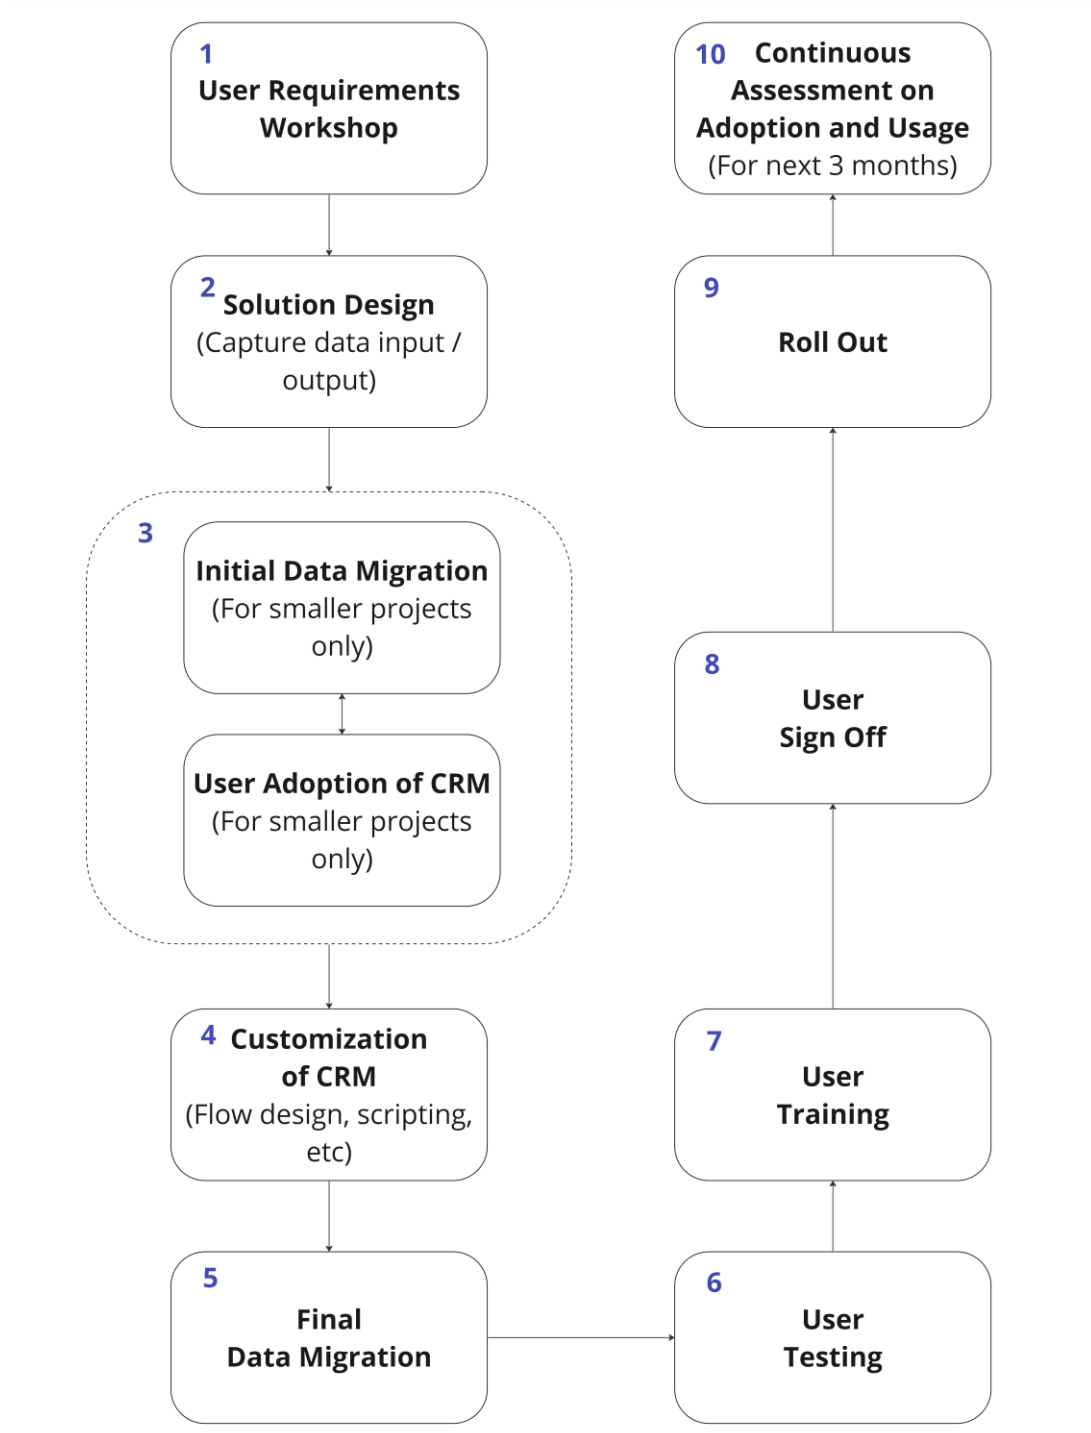 1
User Requirements
Workshop
2
Solution Design
(Capture data input /
output)
3
Initial Data Migration
(For smaller projects
only)
User Adoption of CRM
(For smaller projects
only)
4
Customization
of CRM
(Flow design, scripting,
etc)
5
Final
Data Migration
6
User
Testing
7
User
Training
8
User
Sign Off
9
Roll Out
10
Continuous
Assessment on
Adoption and Usage
(For next 3 months)